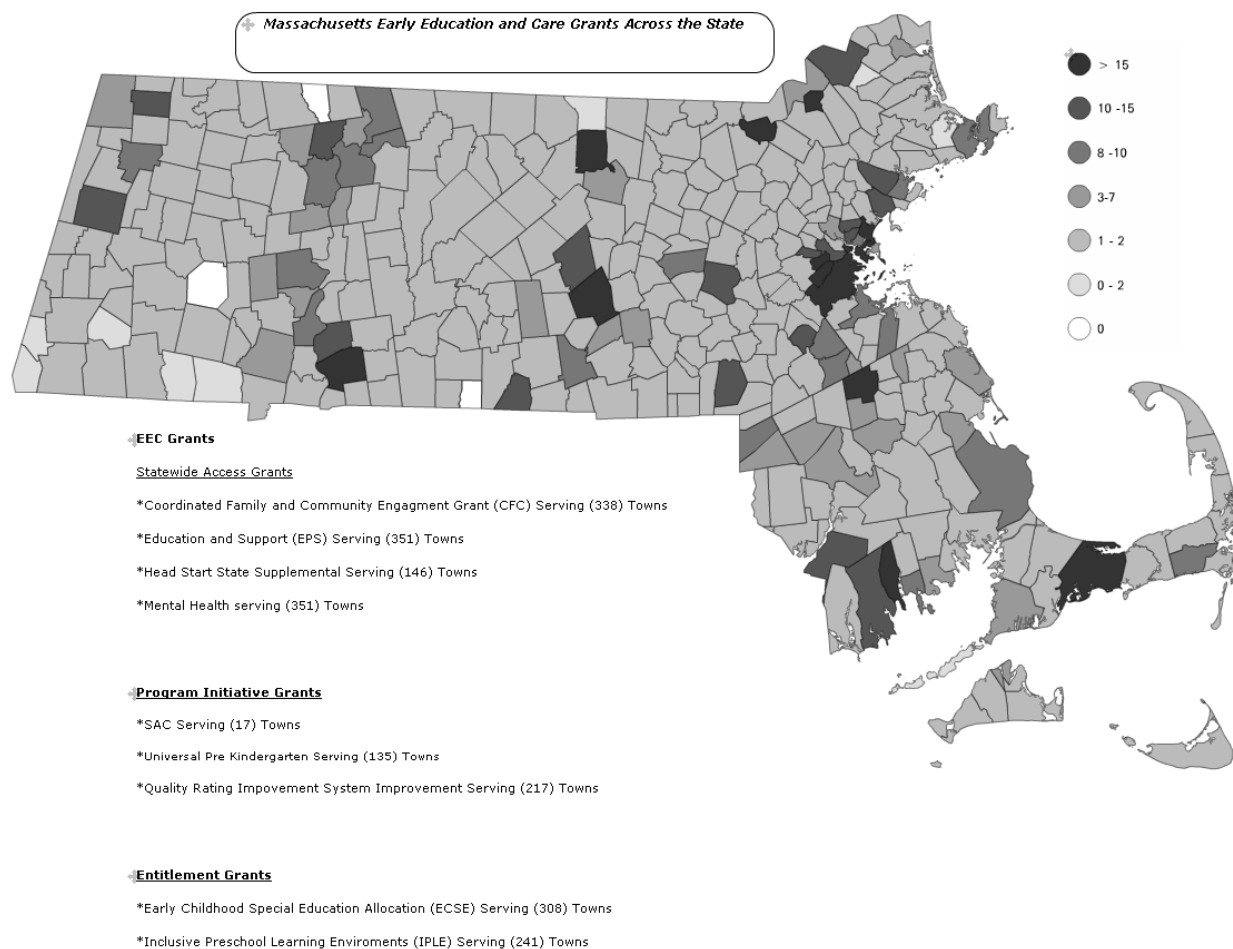 Massachusetts Early Education and Care Grants Across the State
> 15
10 -15
8 -10
3-7
1 - 2
0 - 2
0
EEC Grants
Statewide Access Grants
*Coordinated Family and Community Engagment Grant (CFC) Serving (338) Towns
*Education and Support (EPS) Serving (351) Towns
*Head Start State Supplemental Serving (146) Towns
*Mental Health serving (351) Towns
Program Initiative Grants
*SAC Serving (17) Towns
*Universal Pre Kindergarten Serving (135) Towns
*Quality Rating Impovement System Improvement Serving (217) Towns
Entitlement Grants
*Early Childhood Special Education Allocation (ECSE) Serving (308) Towns
*Inclusive Preschool Learning Enviroments (IPLE) Serving (241) Towns